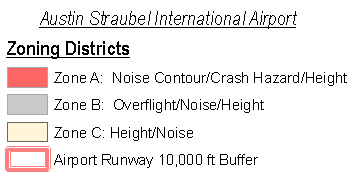 Austin Straubel International Airport
Zoning Districts
Zone A: Noise Contour/Crash Hazard/Height
Zone B: Overflight/Noise/Height
Zone C: Height/Noise
Airport Runway 10,000 ft Buffer